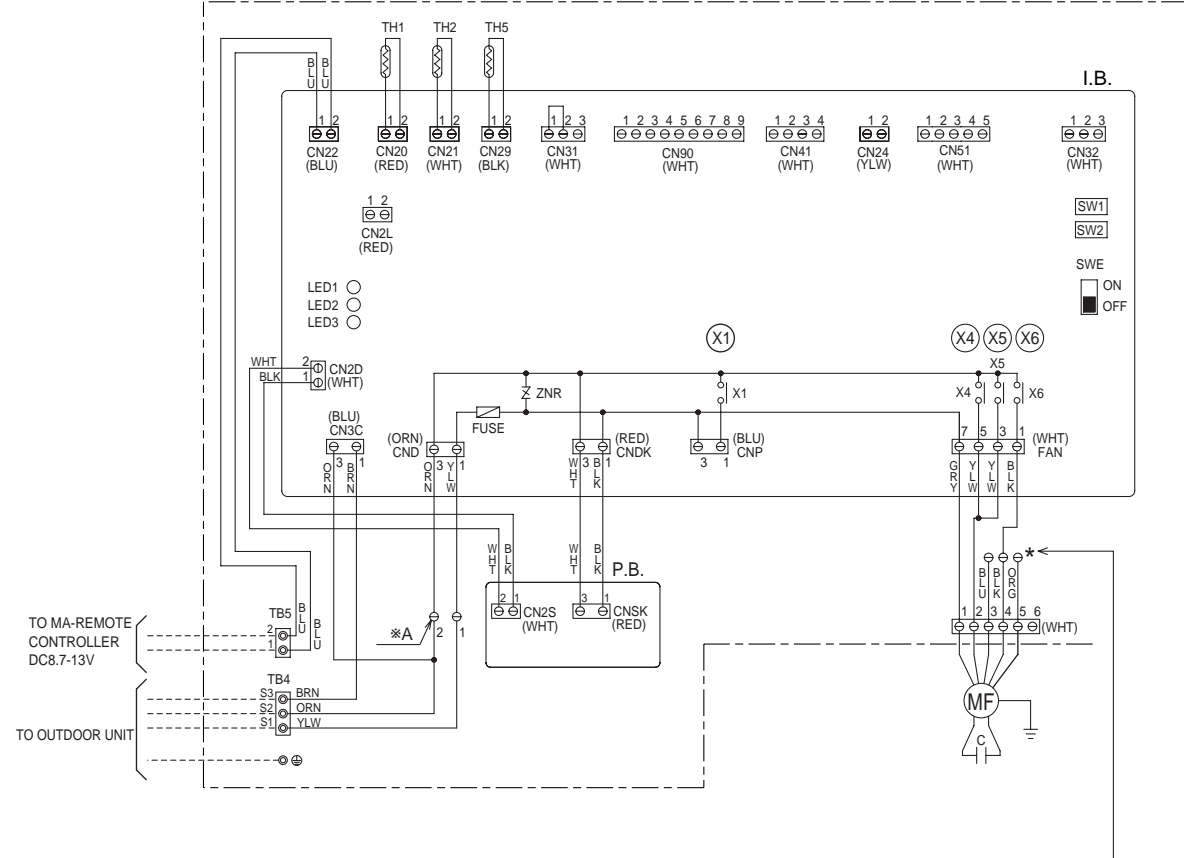 TH1 TH2 TH5
BLU BLU
I.B.
1 2 1 2 1 2 1 2 1 2 3 1 2 3 4 5 6 7 8 9 1 2 3 4 1 2 1 2 3 4 5 1 2 3
CN22 CN20 CN21 CN29 CN31 CN90 CN41 CN24 CN51 CN32
(BLU) (RED) (WHT) (BLK) (WHT) (WHT) (WHT) (YLW) (WHT) (WHT)
1 2
CN2L
(RED)
SW1
SW2
SWE
ON
OFF
LED1
LED2
LED3
X1 X4 X5 X6
WHT 2 CN2D
BLK 1 (WHT)
X5
ZNR X1 X4 X6
FUSE
(BLU)
CN3C
(ORN)
CND
(RED)
CNDK
(BLU)
CNP
7 5 3 1 (WHT)
FAN
3 1 3 1 3 1 3 1
ORN BRN ORN YLW WHT BLK GRY YLW YLW BLK
WHT BLK WHT BLK
P.B.
2 1 CN2S
(WHT)
3 1 CNSK
(RED)
BLU BLK ORG *
1 2 3 4 5 6 (WHT)
※A 2 1
TO MA-REMOTE
CONTROLLER
DC8.7-13V
TB5
2
1
BLU BLU
TB4
S3 BRN
S2 ORN
S1 YLW
TO OUTDOOR UNIT
MF
C